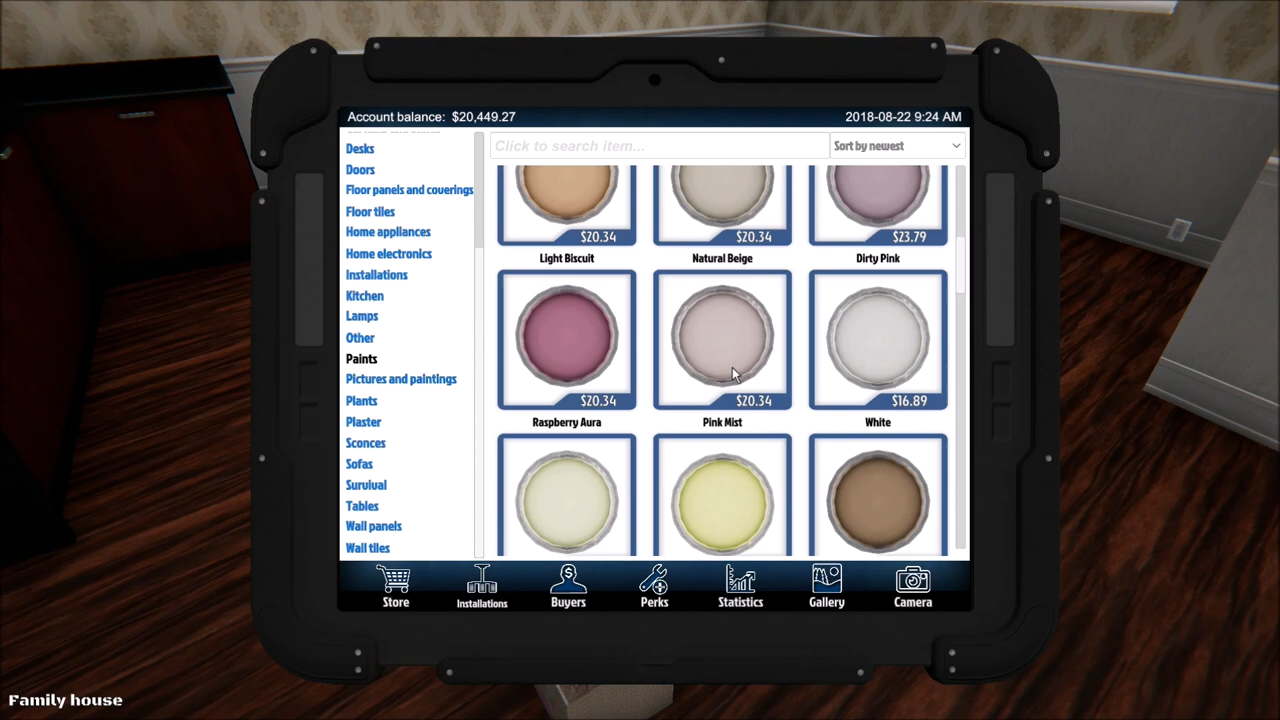 Account balance: $20,449.27
2018-08-22 9:24 AM
Click to search item...
Sort by newest
Desks
Doors
Floor panels and coverings
Floor tiles
Home appliances
Home electronics
Installations
Kitchen
Lamps
Other
Paints
Pictures and paintings
Plants
Plaster
Sconces
Sofas
Survival
Tables
Wall panels
Wall tiles
$20.34
$20.34
$23.79
Light Biscuit
Natural Beige
Dirty Pink
$20.34
$20.34
$16.89
Raspberry Aura
Pink Mist
White
Store
Installations
Buyers
Perks
Statistics
Gallery
Camera
Family house